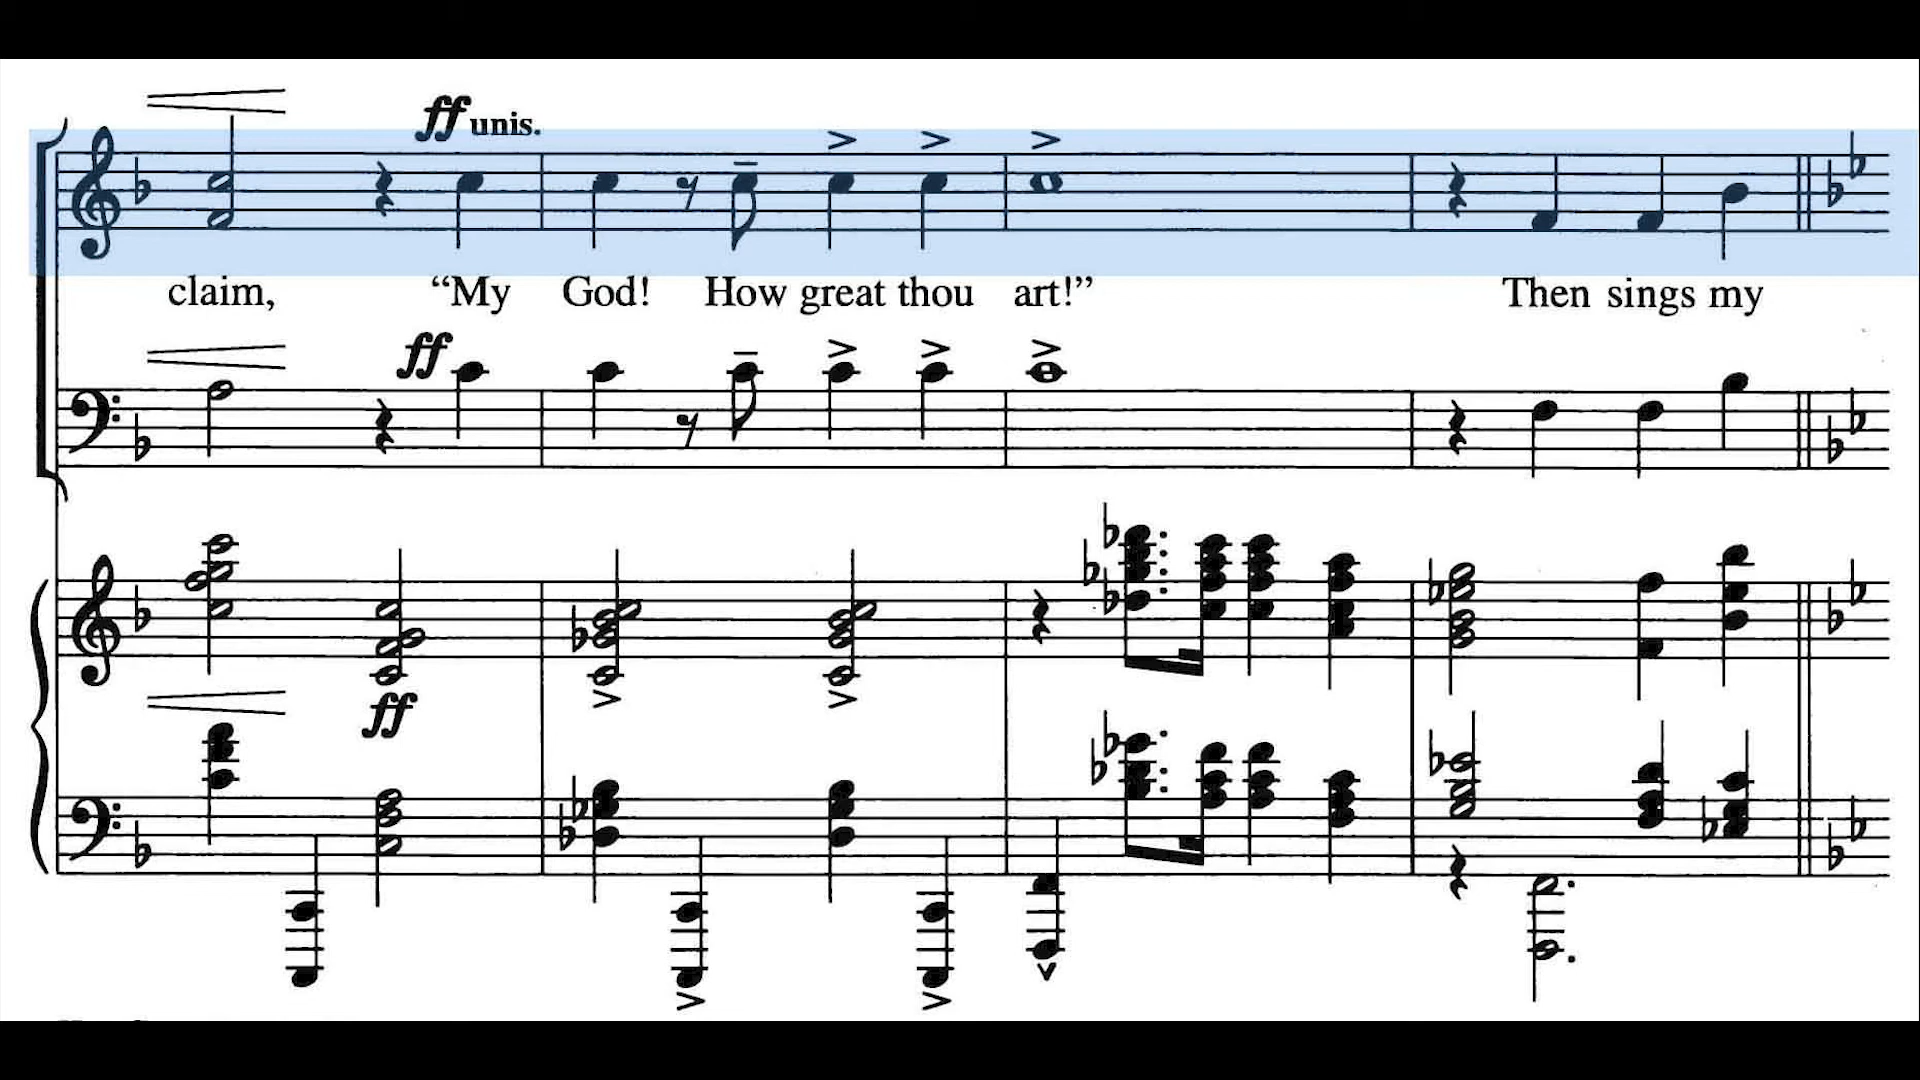 ff unis.
claim, “My God! How great thou art!” Then sings my
ff
ff